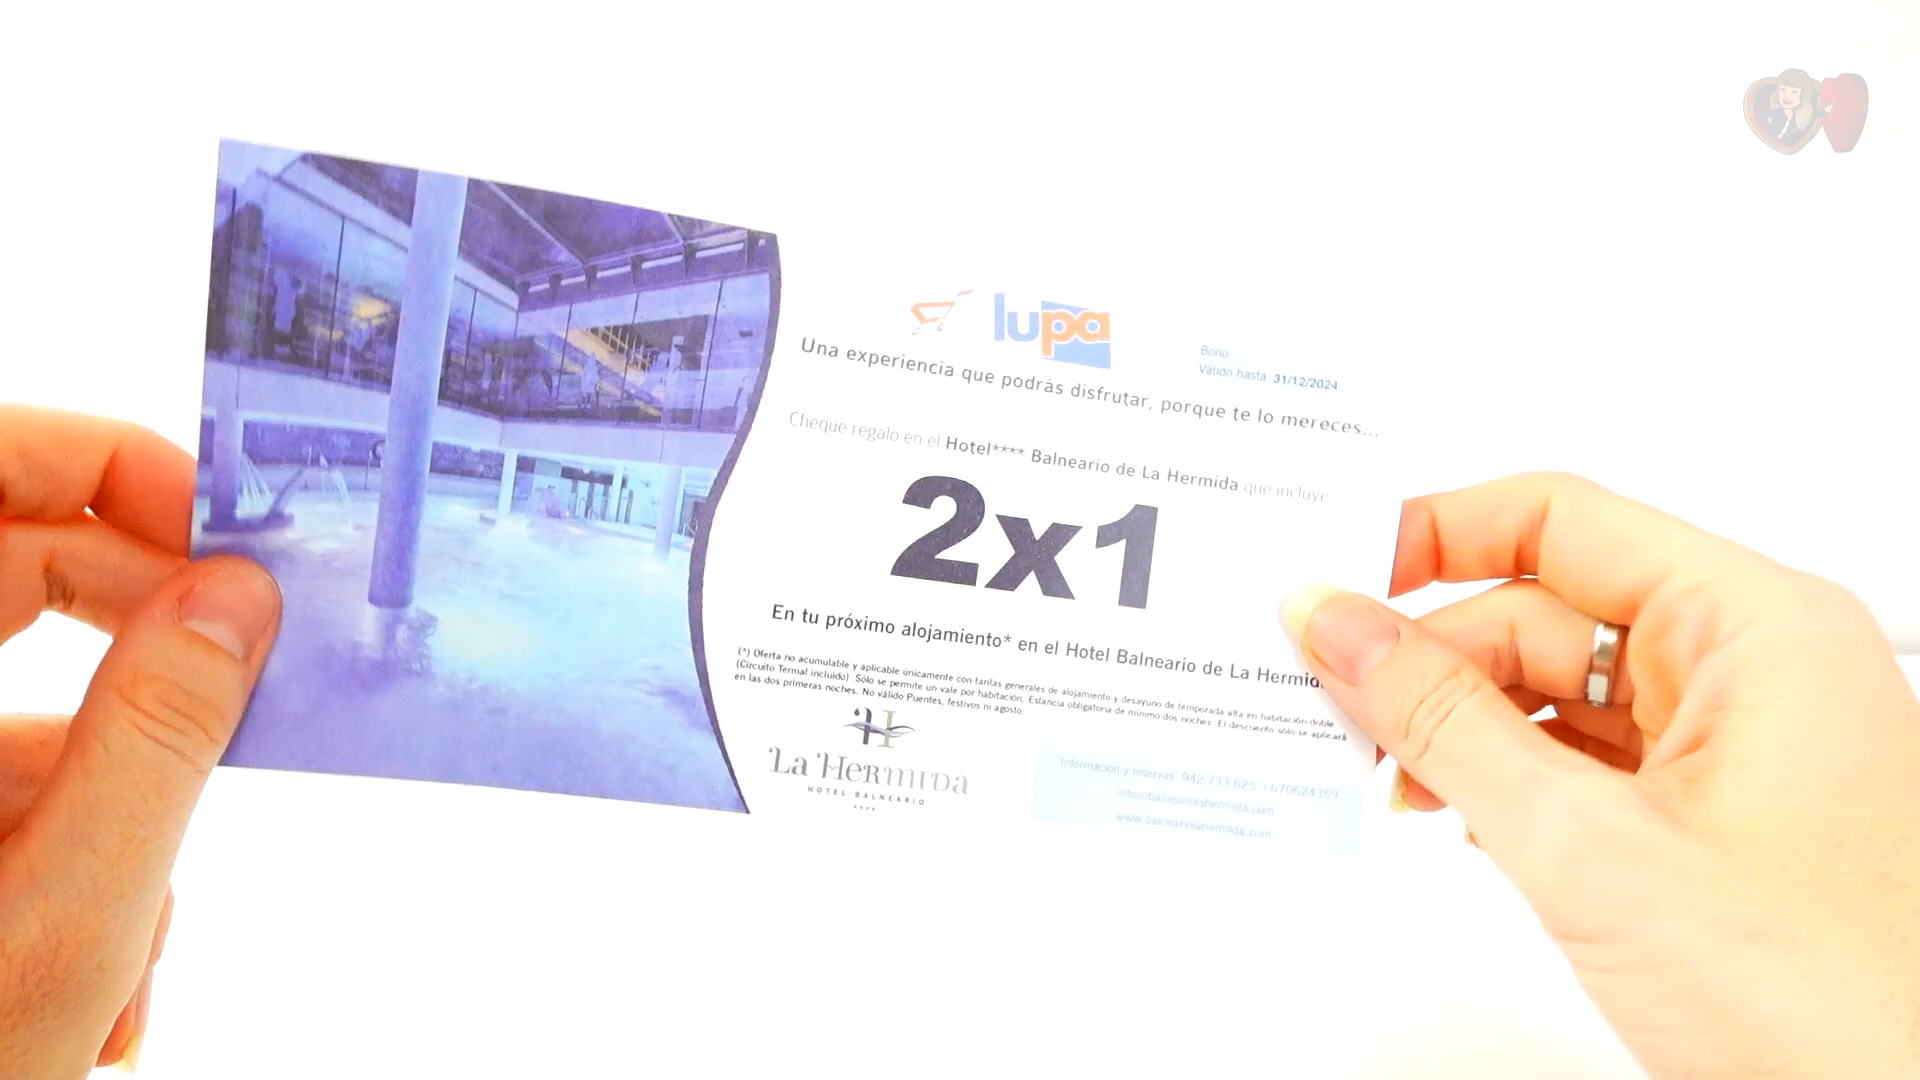 lupa
Bono
Válido hasta 31/12/2024
Una experiencia que podrás disfrutar, porque te lo mereces...
Cheque regalo en el Hotel**** Balneario de La Hermida que incluye
2x1
En tu próximo alojamiento* en el Hotel Balneario de La Hermid
(*) Oferta no acumulable y aplicable únicamente con tarifas generales de alojamiento y desayuno de temporada alta en habitación doble
(Circuito Termal incluido) Sólo se permite un vale por habitación. Estancia obligatoria de mínimo dos noches. El descuento sólo se aplicará
en las dos primeras noches. No válido Puentes, festivos ni agosto.
H
La Hermida
HOTEL·BALNEARIO
****
Información y reservas: 942 733 625 / 670624359
info@balneariolahermida.com
www.balneariolahermida.com